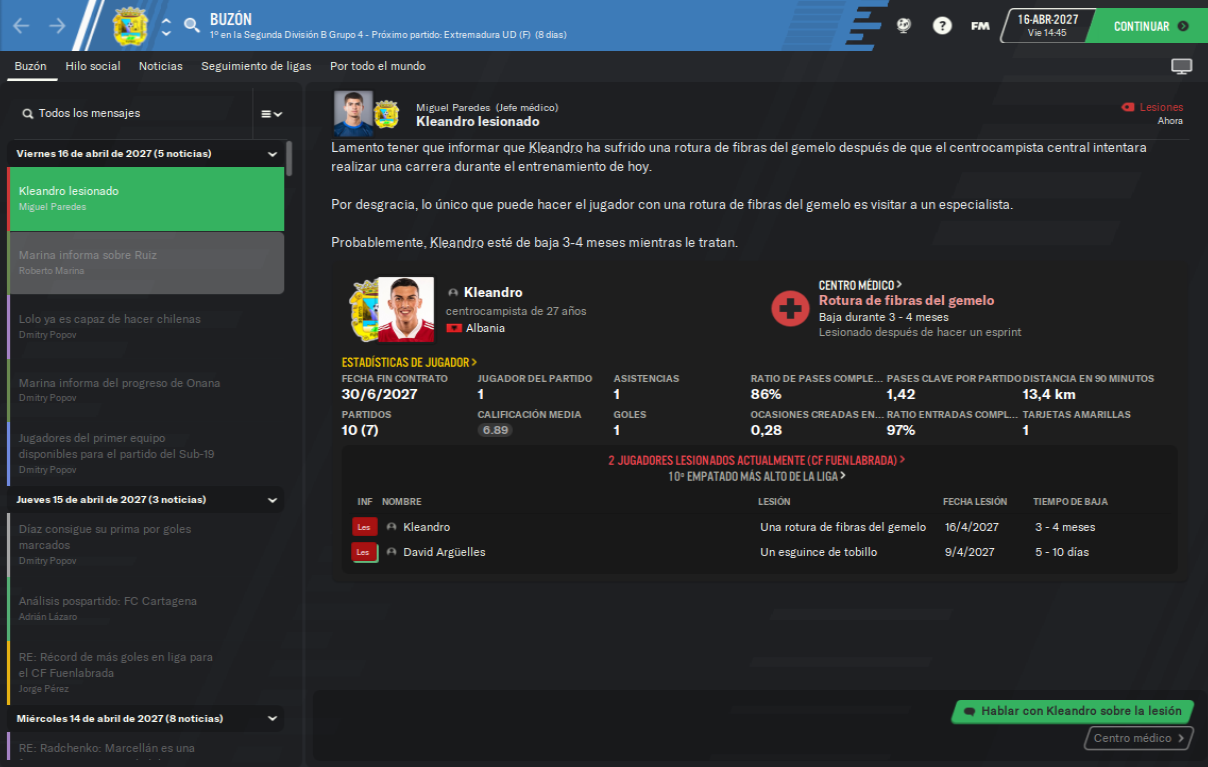 BUZÓN
1º en la Segunda División B Grupo 4 - Próximo partido: Extremadura UD (F) (8 días)
?
FM
16-ABR-2027
Vie 14:45
CONTINUAR
Buzón Hilo social Noticias Seguimiento de ligas Por todo el mundo
Todos los mensajes
Viernes 16 de abril de 2027 (5 noticias)
Kleandro lesionado
Miguel Paredes
Marina informa sobre Ruiz
Roberto Marina
Lolo ya es capaz de hacer chilenas
Dmitry Popov
Marina informa del progreso de Onana
Dmitry Popov
Jugadores del primer equipo
disponibles para el partido del Sub-19
Dmitry Popov
Jueves 15 de abril de 2027 (3 noticias)
Díaz consigue su prima por goles
marcados
Dmitry Popov
Análisis pospartido: FC Cartagena
Adrián Lázaro
RE: Récord de más goles en liga para
el CF Fuenlabrada
Jorge Pérez
Miércoles 14 de abril de 2027 (8 noticias)
RE: Radchenko: Marcellán es una
Miguel Paredes (Jefe médico)
Kleandro lesionado
Lesiones
Ahora
Lamento tener que informar que Kleandro ha sufrido una rotura de fibras del gemelo después de que el centrocampista central intentara
realizar una carrera durante el entrenamiento de hoy.
Por desgracia, lo único que puede hacer el jugador con una rotura de fibras del gemelo es visitar a un especialista.
Probablemente, Kleandro esté de baja 3-4 meses mientras le tratan.
Kleandro
centrocampista de 27 años
Albania
CENTRO MÉDICO
Rotura de fibras del gemelo
Baja durante 3 - 4 meses
Lesionado después de hacer un esprint
ESTADÍSTICAS DE JUGADOR
FECHA FIN CONTRATO JUGADOR DEL PARTIDO ASISTENCIAS RATIO DE PASES COMPLE... PASES CLAVE POR PARTIDO DISTANCIA EN 90 MINUTOS
30/6/2027 1 1 86% 1,42 13,4 km
PARTIDOS CALIFICACIÓN MEDIA GOLES OCASIONES CREADAS EN... RATIO ENTRADAS COMPL... TARJETAS AMARILLAS
10 (7) 6.89 1 0,28 97% 1
2 JUGADORES LESIONADOS ACTUALMENTE (CF FUENLABRADA)
10º EMPATADO MÁS ALTO DE LA LIGA
INF NOMBRE LESIÓN FECHA LESIÓN TIEMPO DE BAJA
Les Kleandro Una rotura de fibras del gemelo 16/4/2027 3 - 4 meses
Les David Argüelles Un esguince de tobillo 9/4/2027 5 - 10 días
Hablar con Kleandro sobre la lesión
Centro médico